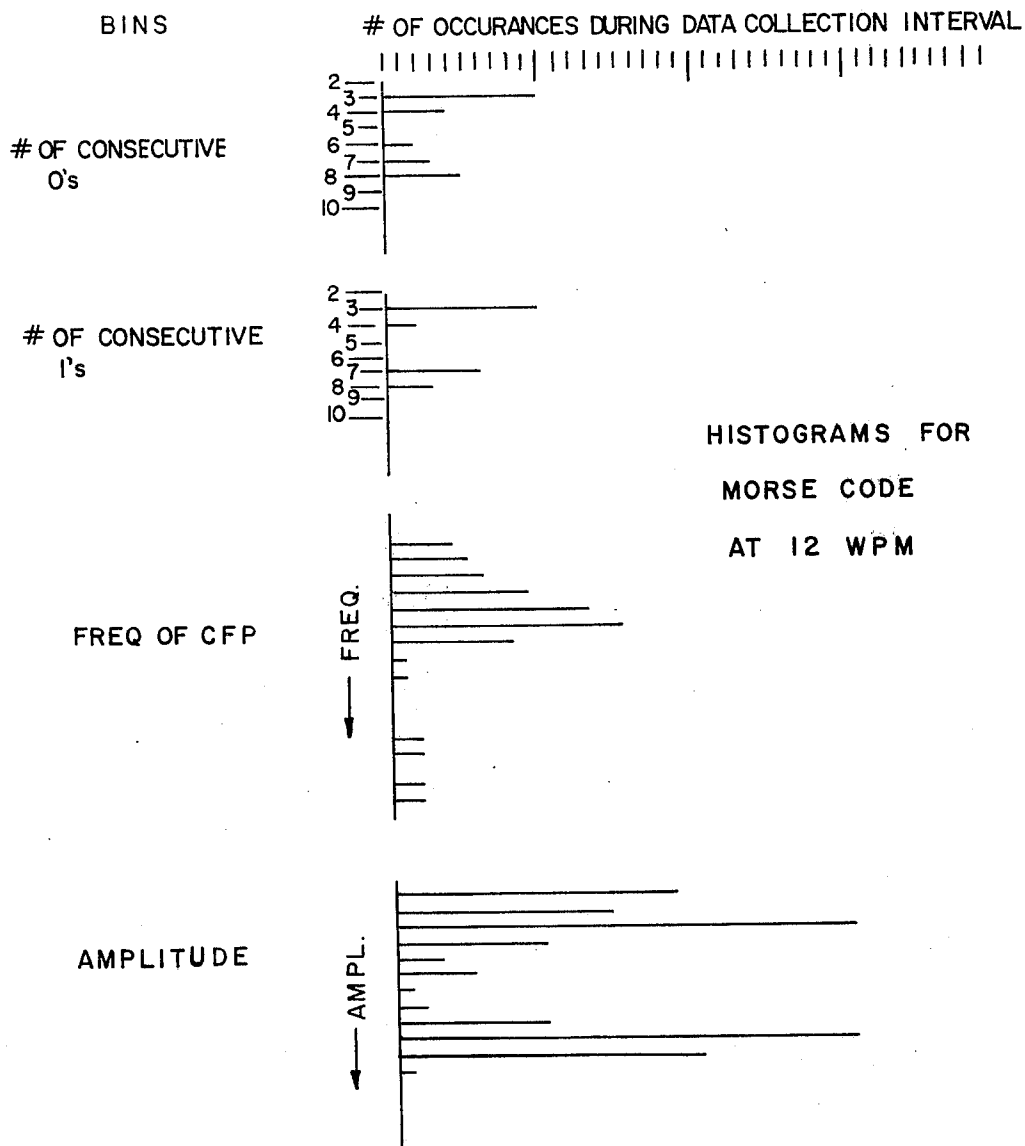 BINS
# OF OCCURANCES DURING DATA COLLECTION INTERVAL
# OF CONSECUTIVE
0's
2
3
4
5
6
7
8
9
10
# OF CONSECUTIVE
1's
2
3
4
5
6
7
8
9
10
HISTOGRAMS FOR
MORSE CODE
AT 12 WPM
FREQ OF CFP
FREQ.
AMPLITUDE
AMPL.